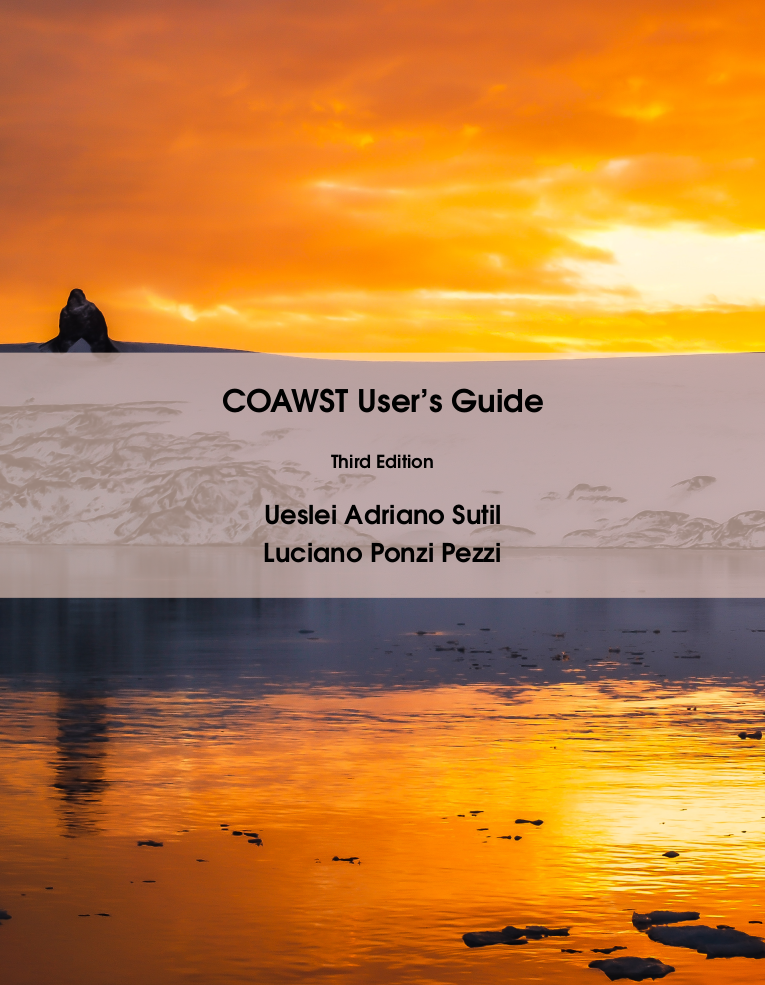 COAWST User’s Guide
Third Edition
Ueslei Adriano Sutil
Luciano Ponzi Pezzi